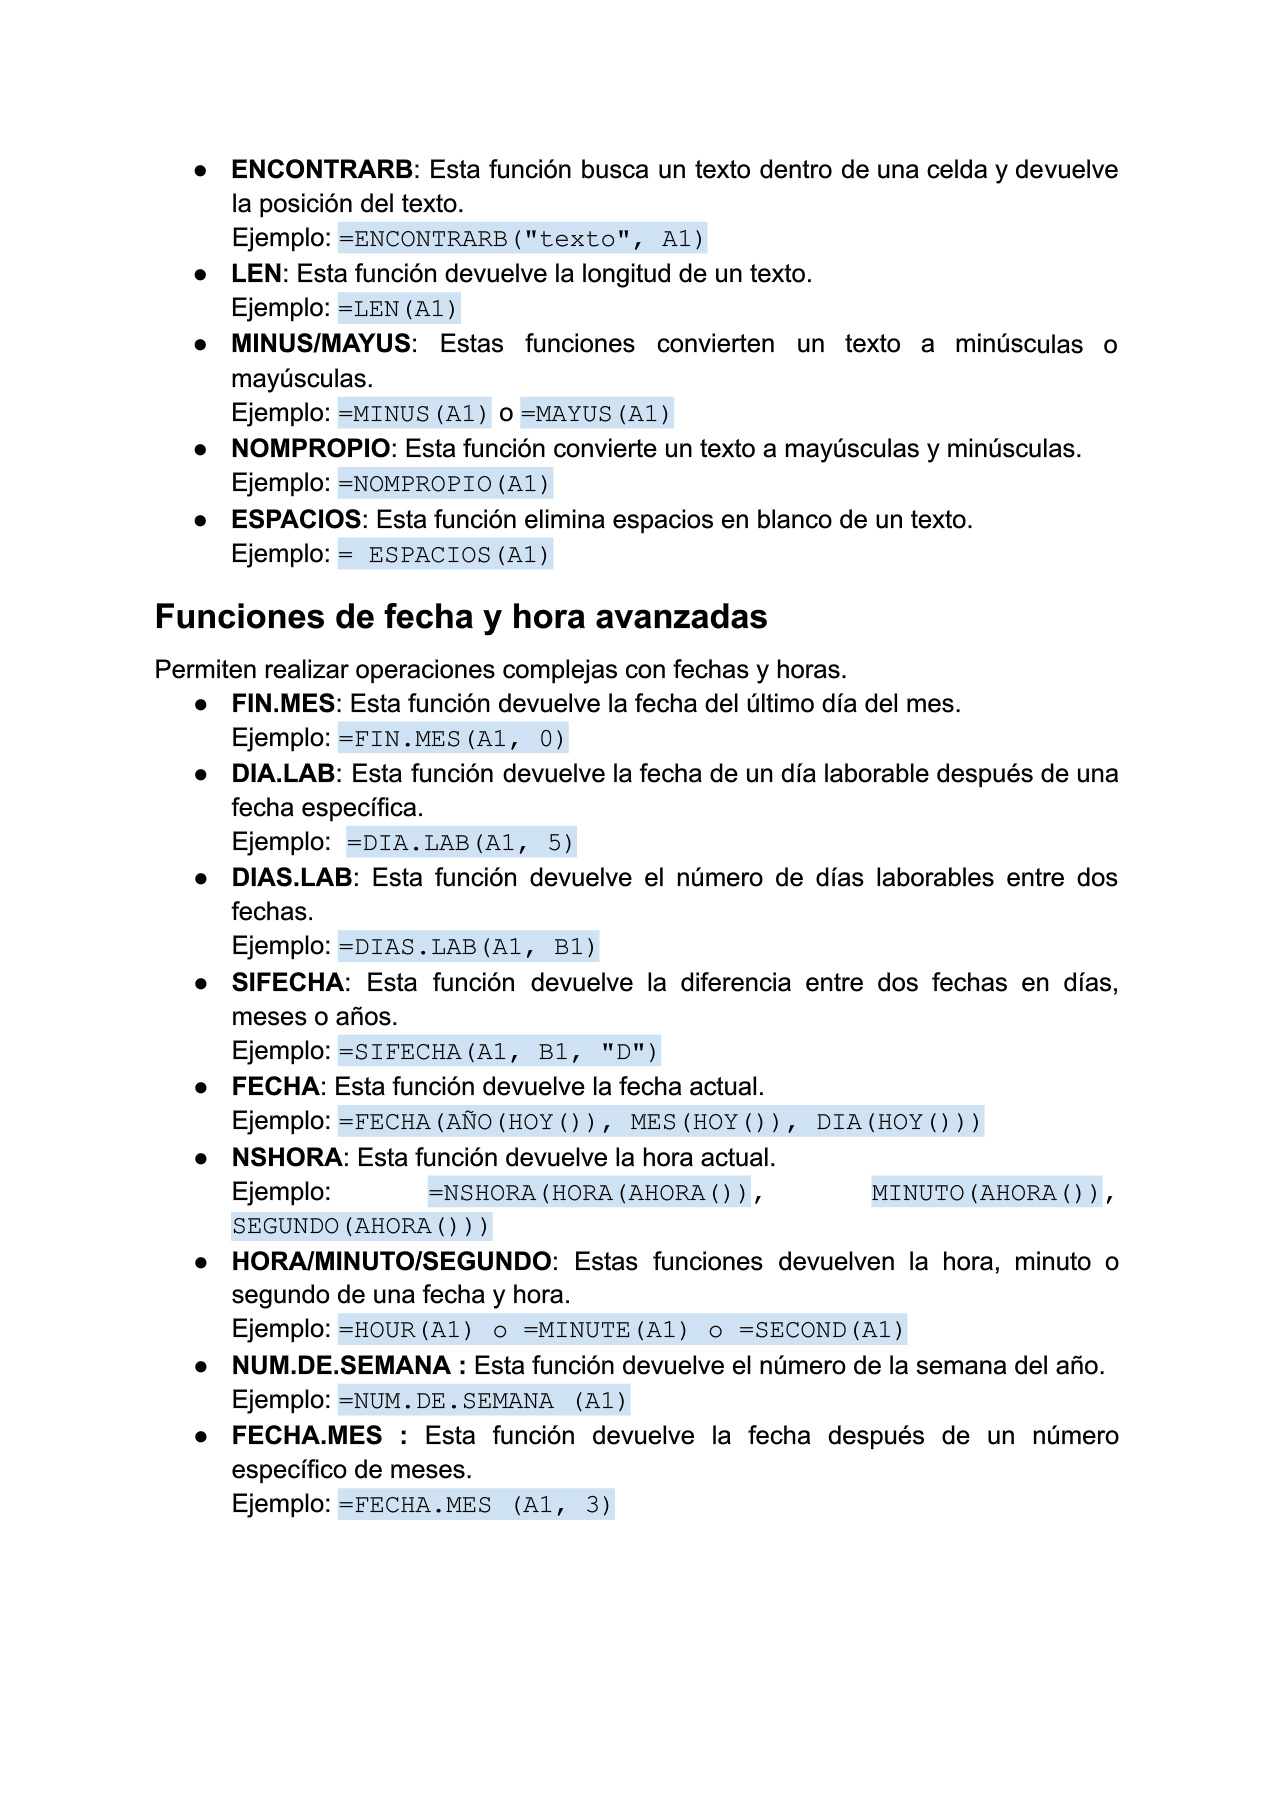 ● ENCONTRARB: Esta función busca un texto dentro de una celda y devuelve
la posición del texto.
Ejemplo: =ENCONTRARB("texto", A1)
● LEN: Esta función devuelve la longitud de un texto.
Ejemplo: =LEN(A1)
● MINUS/MAYUS: Estas funciones convierten un texto a minúsculas o
mayúsculas.
Ejemplo: =MINUS(A1) o =MAYUS(A1)
● NOMPROPIO: Esta función convierte un texto a mayúsculas y minúsculas.
Ejemplo: =NOMPROPIO(A1)
● ESPACIOS: Esta función elimina espacios en blanco de un texto.
Ejemplo: = ESPACIOS(A1)
Funciones de fecha y hora avanzadas
Permiten realizar operaciones complejas con fechas y horas.
● FIN.MES: Esta función devuelve la fecha del último día del mes.
Ejemplo: =FIN.MES(A1, 0)
● DIA.LAB: Esta función devuelve la fecha de un día laborable después de una
fecha específica.
Ejemplo: =DIA.LAB(A1, 5)
● DIAS.LAB: Esta función devuelve el número de días laborables entre dos
fechas.
Ejemplo: =DIAS.LAB(A1, B1)
● SIFECHA: Esta función devuelve la diferencia entre dos fechas en días,
meses o años.
Ejemplo: =SIFECHA(A1, B1, "D")
● FECHA: Esta función devuelve la fecha actual.
Ejemplo: =FECHA(AÑO(HOY()), MES(HOY()), DIA(HOY()))
● NSHORA: Esta función devuelve la hora actual.
Ejemplo: =NSHORA(HORA(AHORA()), MINUTO(AHORA()),
SEGUNDO(AHORA()))
● HORA/MINUTO/SEGUNDO: Estas funciones devuelven la hora, minuto o
segundo de una fecha y hora.
Ejemplo: =HOUR(A1) o =MINUTE(A1) o =SECOND(A1)
● NUM.DE.SEMANA : Esta función devuelve el número de la semana del año.
Ejemplo: =NUM.DE.SEMANA (A1)
● FECHA.MES : Esta función devuelve la fecha después de un número
específico de meses.
Ejemplo: =FECHA.MES (A1, 3)